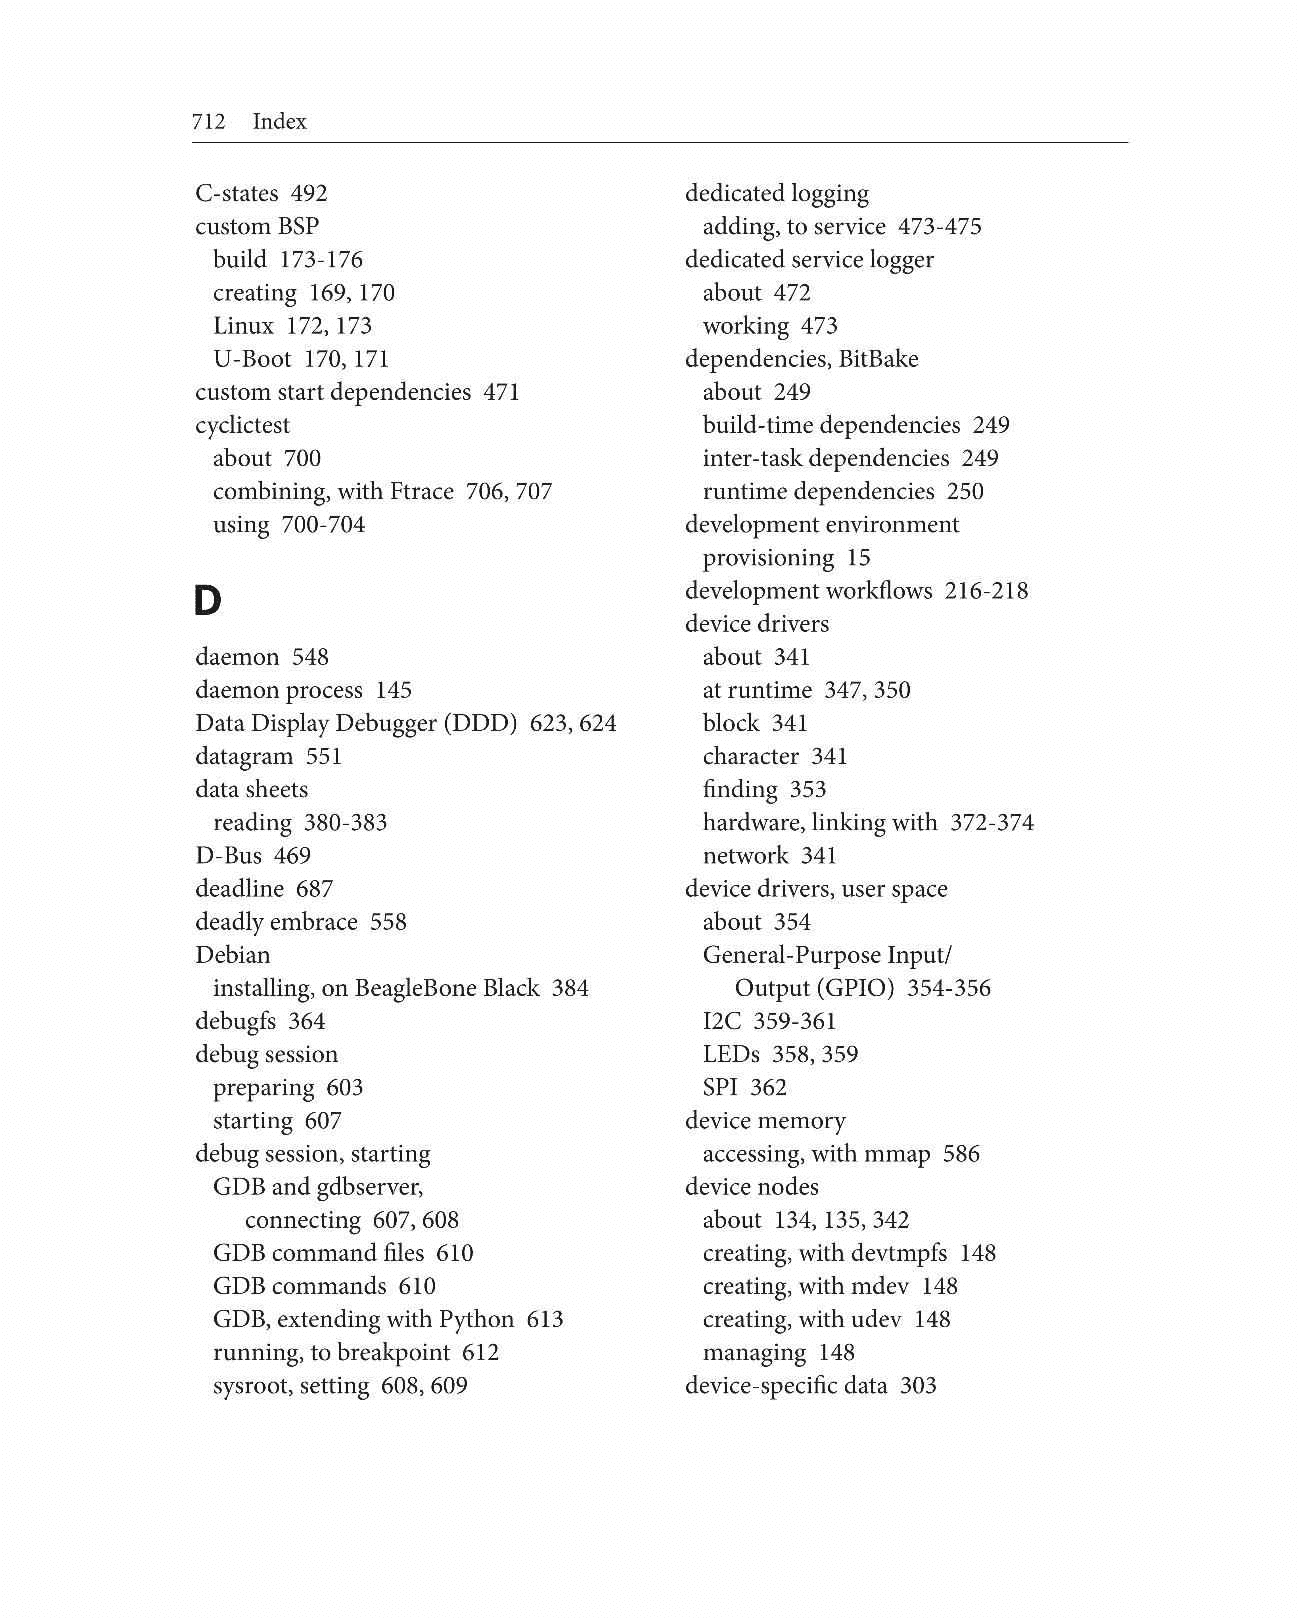 712 Index
C-states 492
custom BSP
build 173-176
creating 169, 170
Linux 172, 173
U-Boot 170, 171
custom start dependencies 471
cyclictest
about 700
combining, with Ftrace 706, 707
using 700-704
D
daemon 548
daemon process 145
Data Display Debugger (DDD) 623, 624
datagram 551
data sheets
reading 380-383
D-Bus 469
deadline 687
deadly embrace 558
Debian
installing, on BeagleBone Black 384
debugfs 364
debug session
preparing 603
starting 607
debug session, starting
GDB and gdbserver,
connecting 607, 608
GDB command files 610
GDB commands 610
GDB, extending with Python 613
running, to breakpoint 612
sysroot, setting 608, 609
dedicated logging
adding, to service 473-475
dedicated service logger
about 472
working 473
dependencies, BitBake
about 249
build-time dependencies 249
inter-task dependencies 249
runtime dependencies 250
development environment
provisioning 15
development workflows 216-218
device drivers
about 341
at runtime 347, 350
block 341
character 341
finding 353
hardware, linking with 372-374
network 341
device drivers, user space
about 354
General-Purpose Input/
Output (GPIO) 354-356
I2C 359-361
LEDs 358, 359
SPI 362
device memory
accessing, with mmap 586
device nodes
about 134, 135, 342
creating, with devtmpfs 148
creating, with mdev 148
creating, with udev 148
managing 148
device-specific data 303